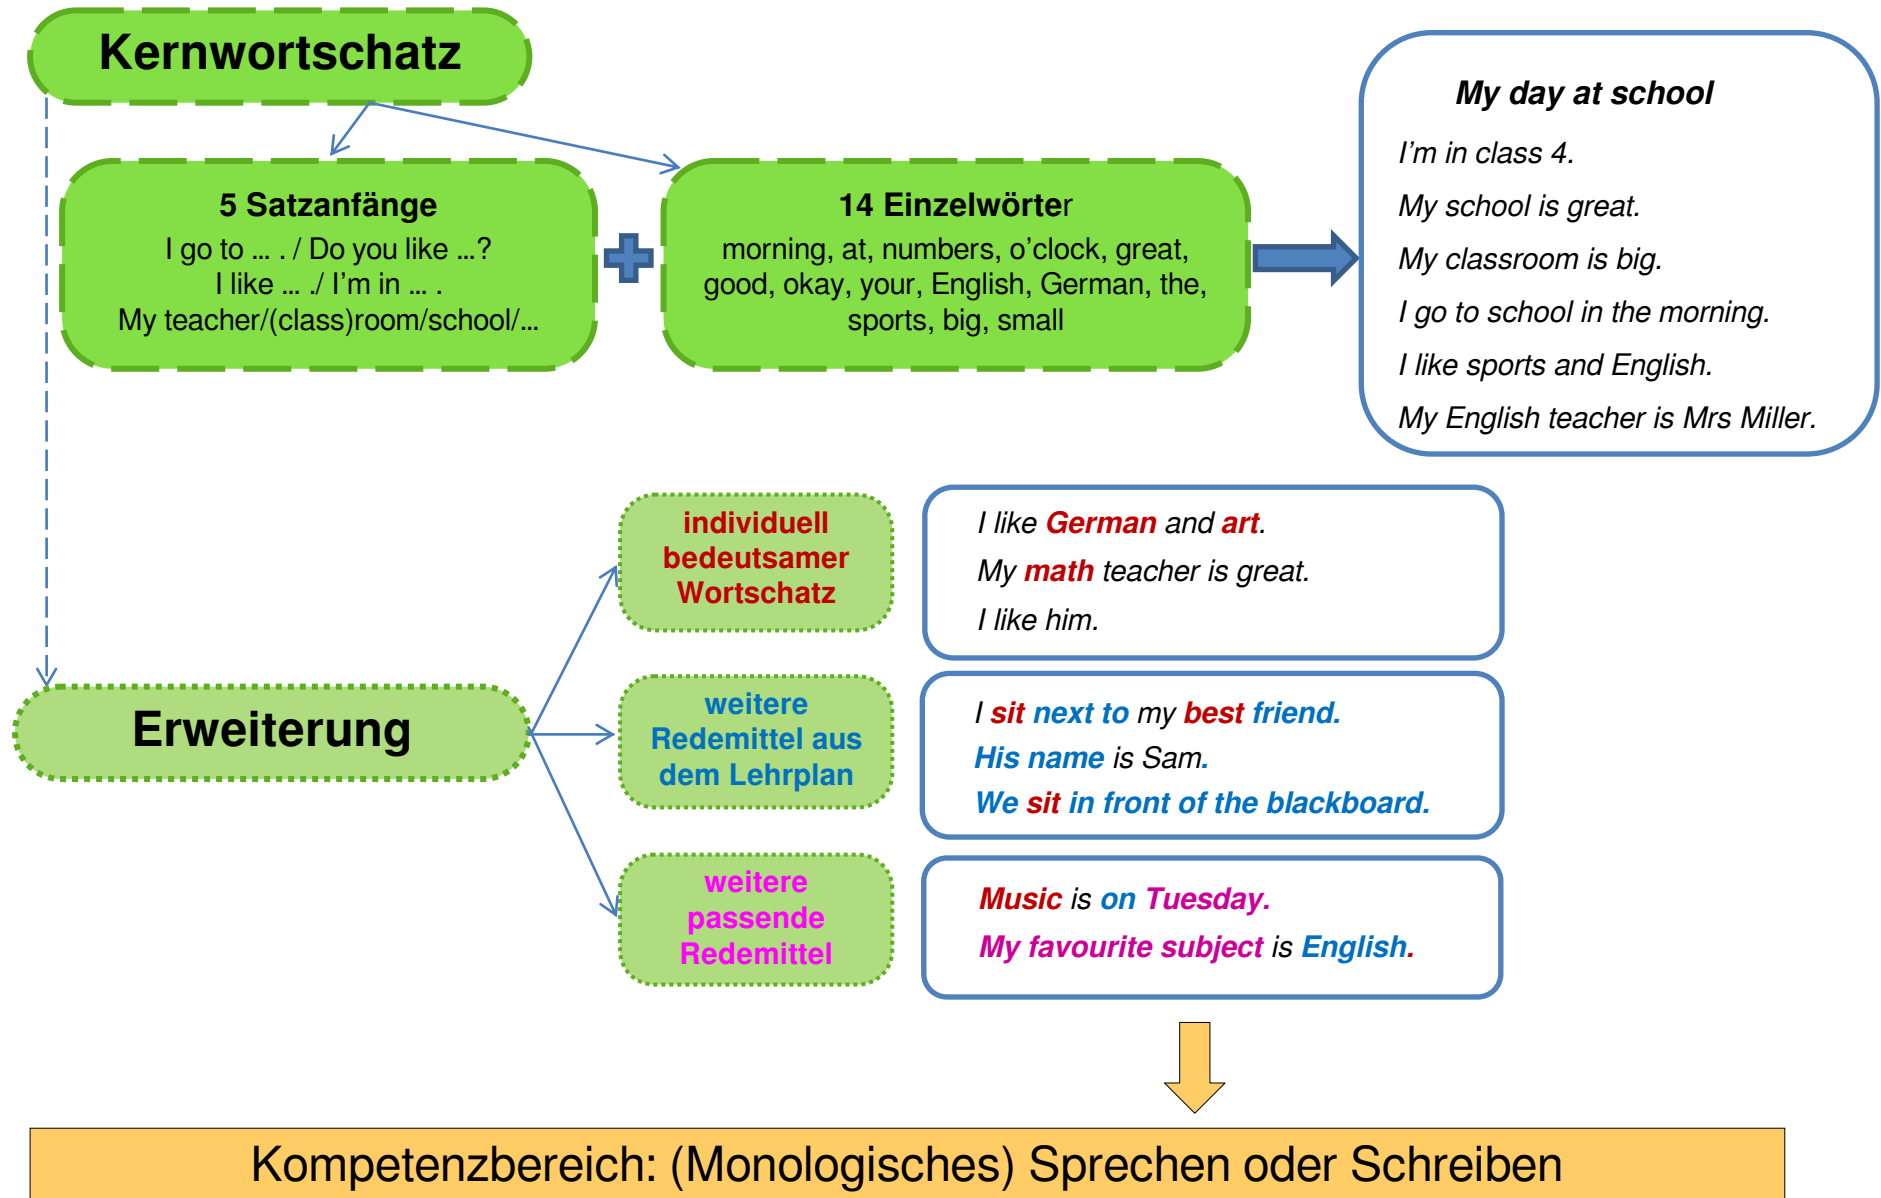 Kernwortschatz
5 Satzanfänge
I go to ... . / Do you like ...?
I like ... ./ I'm in ... .
My teacher/(class)room/school/...
14 Einzelwörter
morning, at, numbers, o'clock, great,
good, okay, your, English, German, the,
sports, big, small
My day at school
I'm in class 4.
My school is great.
My classroom is big.
I go to school in the morning.
I like sports and English.
My English teacher is Mrs Miller.
Erweiterung
individuell
bedeutsamer
Wortschatz
I like German and art.
My math teacher is great.
I like him.
weitere
Redemittel aus
dem Lehrplan
I sit next to my best friend.
His name is Sam.
We sit in front of the blackboard.
weitere
passende
Redemittel
Music is on Tuesday.
My favourite subject is English.
Kompetenzbereich: (Monologisches) Sprechen oder Schreiben